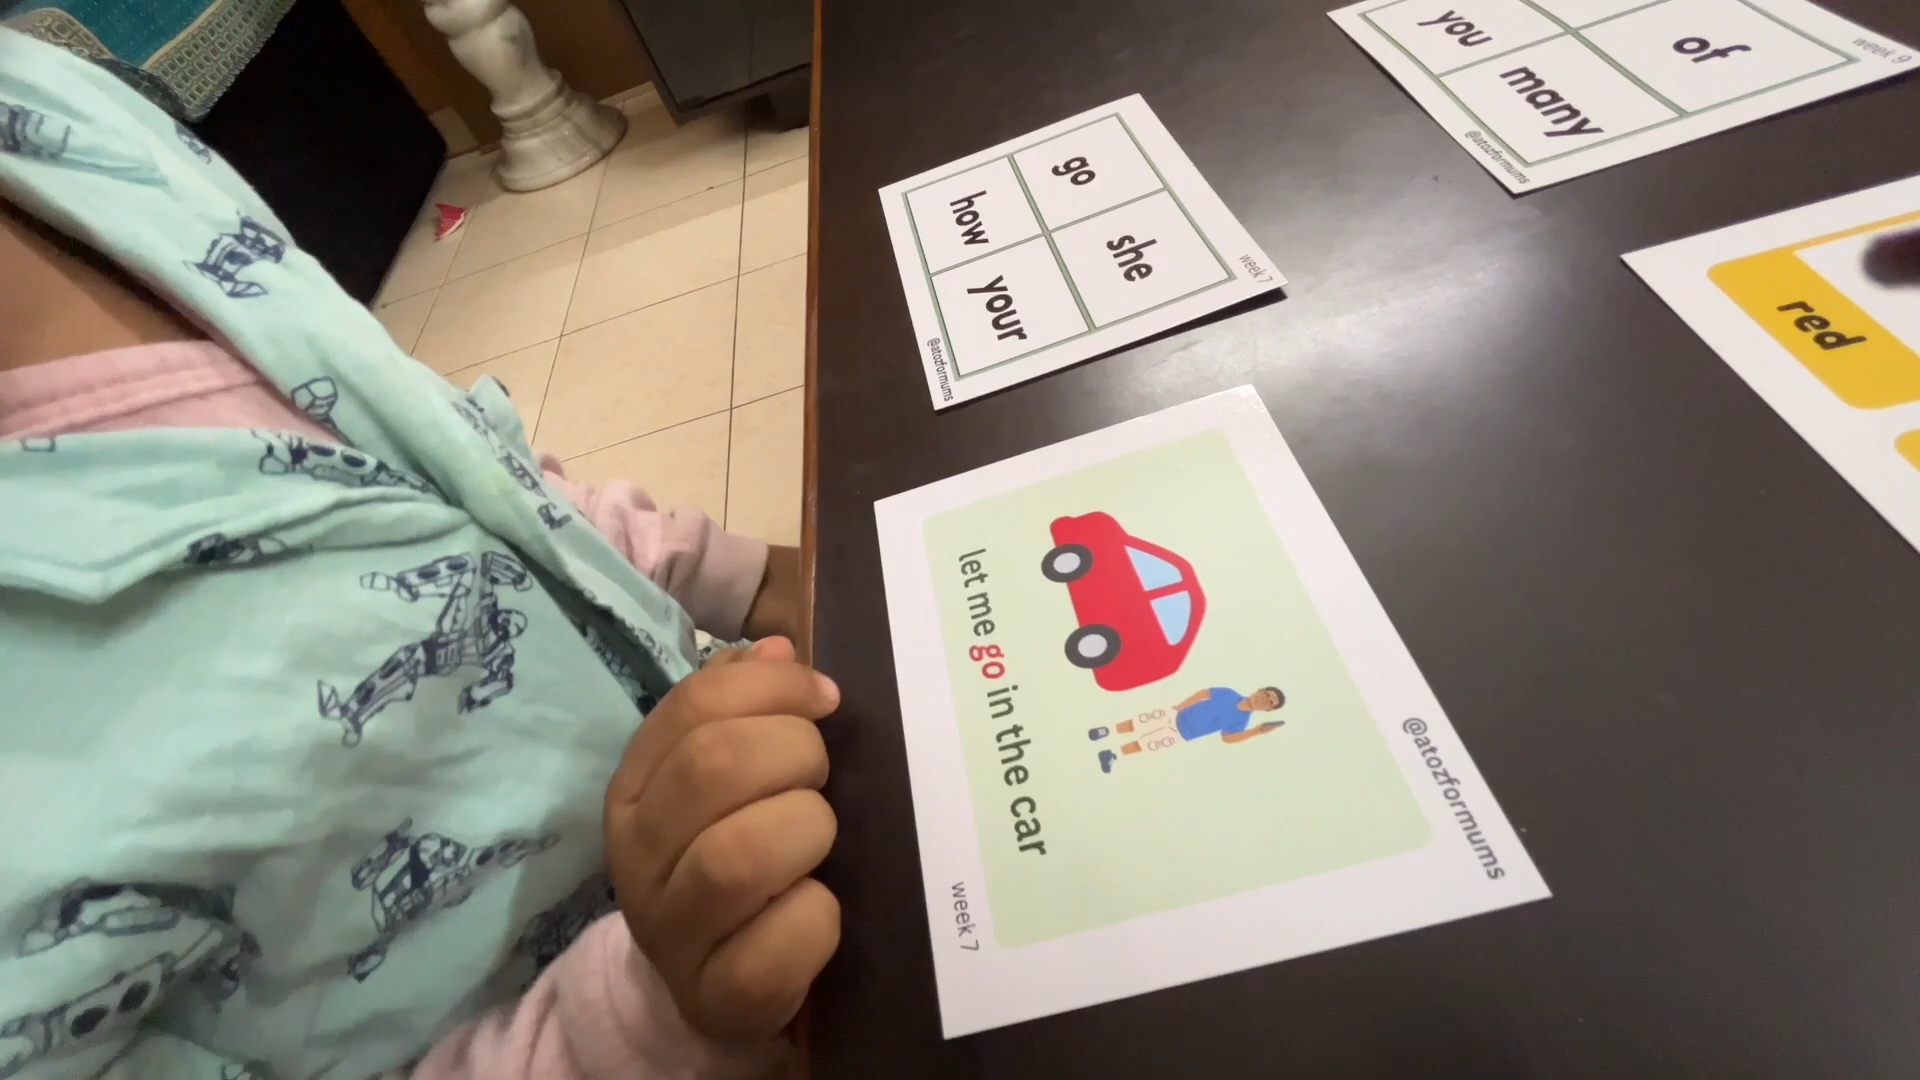 you
of
many
week 9
@atozformums
go
she
how
your
week 7
@atozformums
red
let me go in the car
@atozformums
week 7